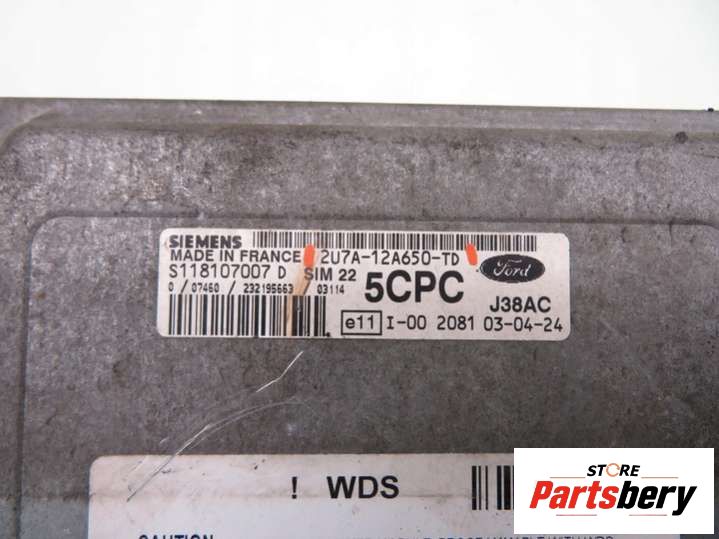 SIEMENS
MADE IN FRANCE 2U7A-12A650-TD
S118107007 D SIM 22
0 / 07460 / 232195663 / 03114
5CPC
Ford
J38AC
e11 I-00 2081 03-04-24
! WDS
CAUTION
STORE
Partsbery